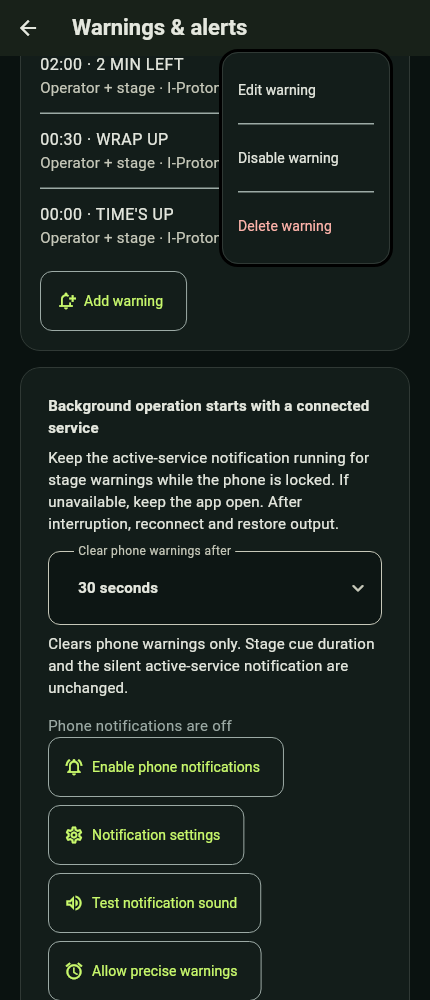 Warnings & alerts
02:00 · 2 MIN LEFT
Operator + stage · I-Proton
Edit warning
00:30 · WRAP UP
Operator + stage · I-Proton
Disable warning
00:00 · TIME'S UP
Operator + stage · I-Proton
Delete warning
Add warning
Background operation starts with a connected
service
Keep the active-service notification running for
stage warnings while the phone is locked. If
unavailable, keep the app open. After
interruption, reconnect and restore output.
Clear phone warnings after
30 seconds
Clears phone warnings only. Stage cue duration
and the silent active-service notification are
unchanged.
Phone notifications are off
Enable phone notifications
Notification settings
Test notification sound
Allow precise warnings